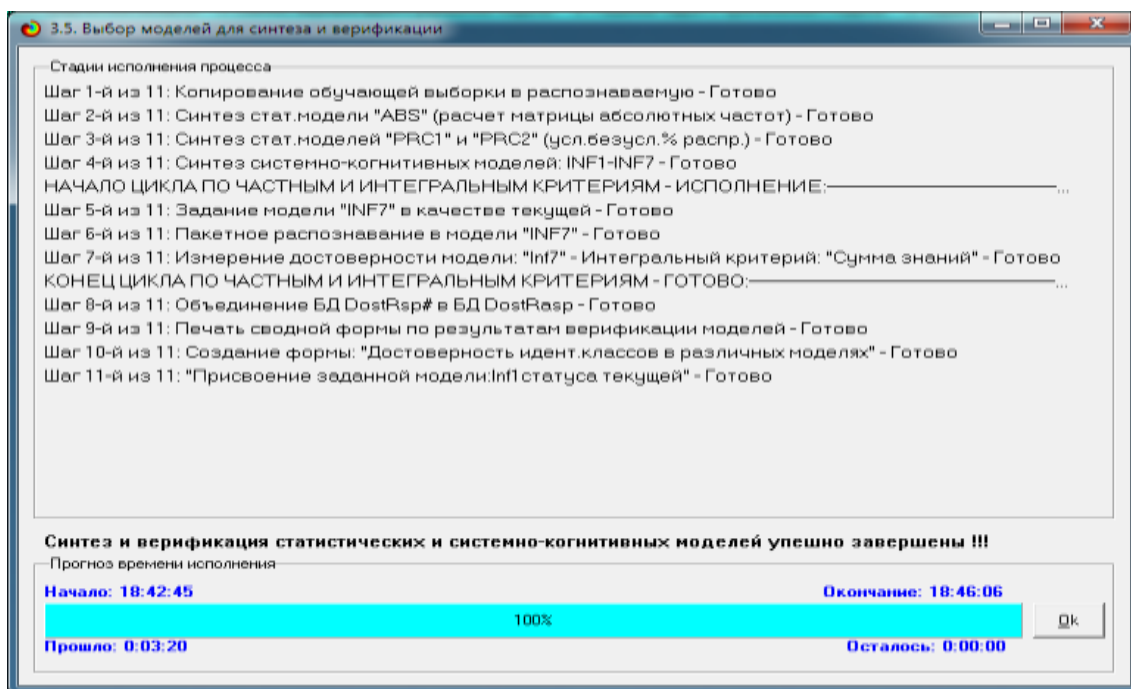 3.5. Выбор моделей для синтеза и верификации
Стадии исполнения процесса
Шаг 1-й из 11: Копирование обучающей выборки в распознаваемую - Готово
Шаг 2-й из 11: Синтез стат.модели "ABS" (расчет матрицы абсолютных частот) - Готово
Шаг 3-й из 11: Синтез стат.моделей "PRC1" и "PRC2" (усл.безусл.% распр.) - Готово
Шаг 4-й из 11: Синтез системно-когнитивных моделей: INF1-INF7 - Готово
НАЧАЛО ЦИКЛА ПО ЧАСТНЫМ И ИНТЕГРАЛЬНЫМ КРИТЕРИЯМ - ИСПОЛНЕНИЕ:————————————...
Шаг 5-й из 11: Задание модели "INF7" в качестве текущей - Готово
Шаг 6-й из 11: Пакетное распознавание в модели "INF7" - Готово
Шаг 7-й из 11: Измерение достоверности модели: "Inf7" - Интегральный критерий: "Сумма знаний" - Готово
КОНЕЦ ЦИКЛА ПО ЧАСТНЫМ И ИНТЕГРАЛЬНЫМ КРИТЕРИЯМ - ГОТОВО:————————————————...
Шаг 8-й из 11: Объединение БД DostRsp# в БД DostRasp - Готово
Шаг 9-й из 11: Печать сводной формы по результатам верификации моделей - Готово
Шаг 10-й из 11: Создание формы: "Достоверность идент.классов в различных моделях" - Готово
Шаг 11-й из 11: "Присвоение заданной модели:Inf1статуса текущей" - Готово
Синтез и верификация статистических и системно-когнитивных моделей упешно завершены !!!
Прогноз времени исполнения
Начало: 18:42:45 Окончание: 18:46:06
100% Ok
Прошло: 0:03:20 Осталось: 0:00:00